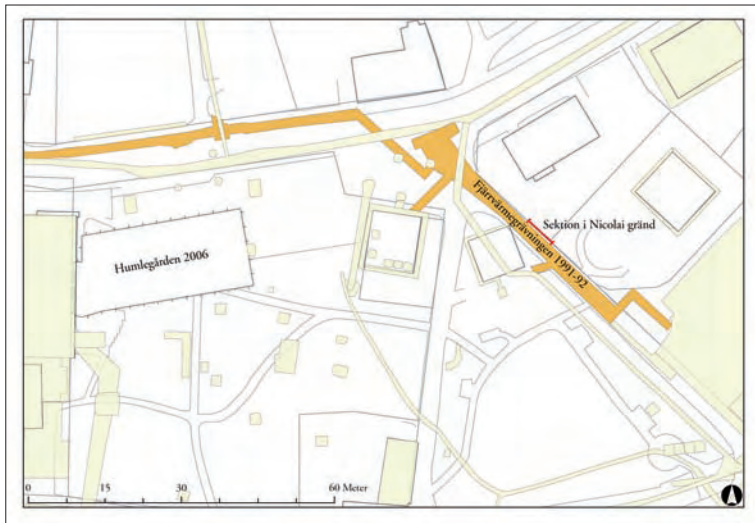 Sektion i Nicolai gränd
Fjärrvärmegrävningen 1991-92
Humlegården 2006
0 15 30 60 Meter